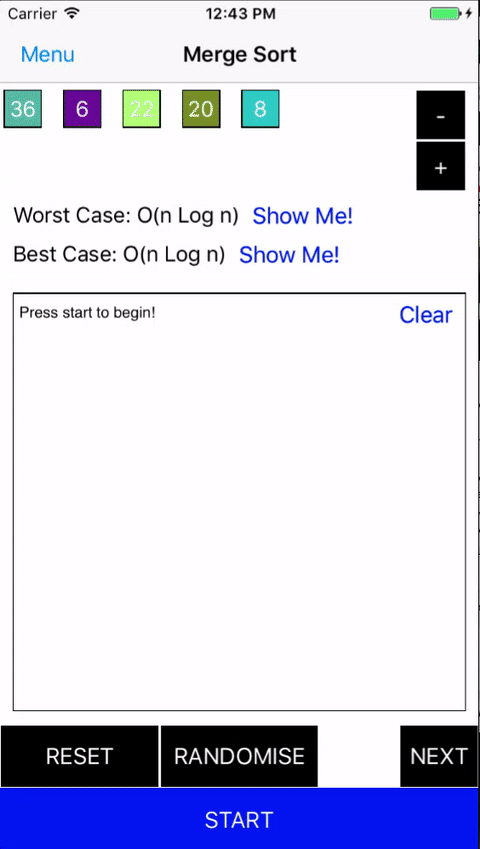 Carrier 12:43 PM
Menu Merge Sort
36 6 22 20 8
-
+
Worst Case: O(n Log n) Show Me!
Best Case: O(n Log n) Show Me!
Press start to begin! Clear
RESET RANDOMISE NEXT
START